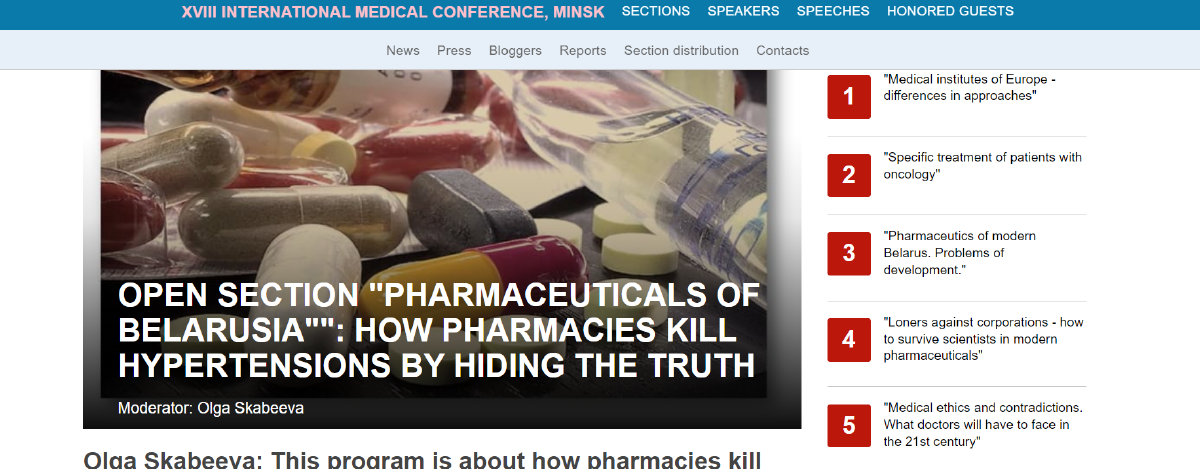 XVIII INTERNATIONAL MEDICAL CONFERENCE, MINSK SECTIONS SPEAKERS SPEECHES HONORED GUESTS
News Press Bloggers Reports Section distribution Contacts
OPEN SECTION "PHARMACEUTICALS OF
BELARUSIA"": HOW PHARMACIES KILL
HYPERTENSIONS BY HIDING THE TRUTH
Moderator: Olga Skabeeva
Olga Skabeeva: This program is about how pharmacies kill
1
"Medical institutes of Europe -
differences in approaches"
2
"Specific treatment of patients with
oncology"
3
"Pharmaceutics of modern
Belarus. Problems of
development."
4
"Loners against corporations - how
to survive scientists in modern
pharmaceuticals"
5
"Medical ethics and contradictions.
What doctors will have to face in
the 21st century"